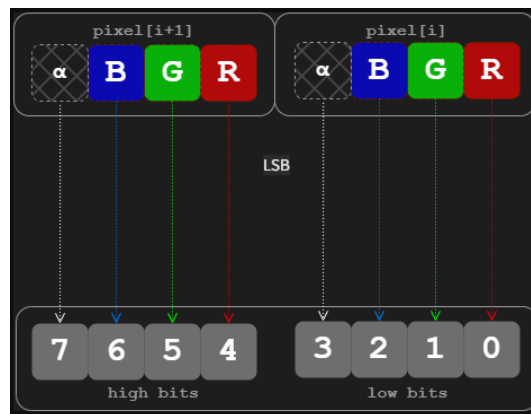 pixel[i+1] pixel[i]
α B G R α B G R
LSB
7 6 5 4 3 2 1 0
high bits low bits